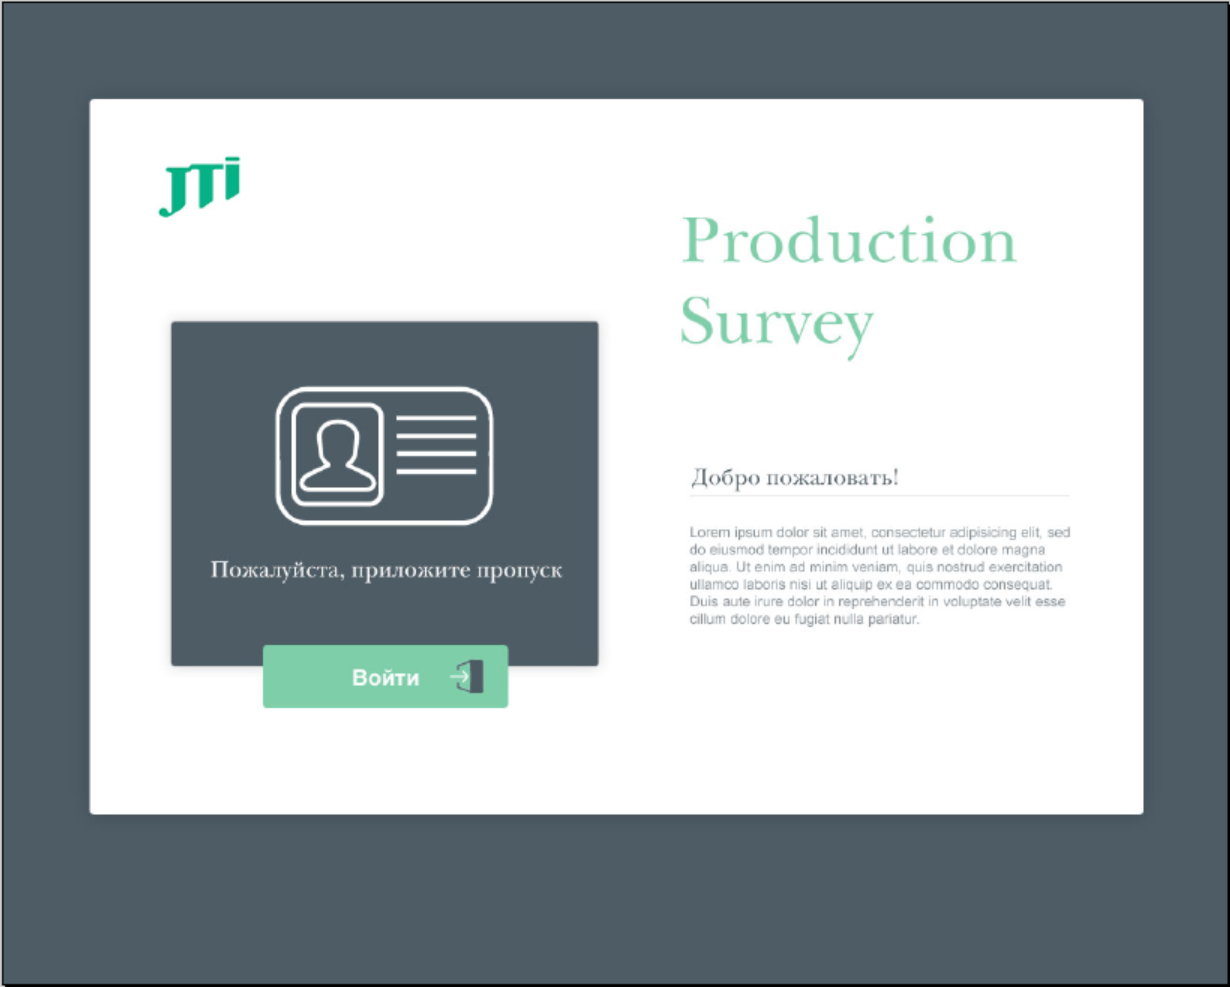 JTi
Production
Survey
Добро пожаловать!
Lorem ipsum dolor sit amet, consectetur adipisicing elit, sed
do eiusmod tempor incididunt ut labore et dolore magna
aliqua. Ut enim ad minim veniam, quis nostrud exercitation
ullamco laboris nisi ut aliquip ex ea commodo consequat.
Duis aute irure dolor in reprehenderit in voluptate velit esse
cillum dolore eu fugiat nulla pariatur.
Пожалуйста, приложите пропуск
Войти